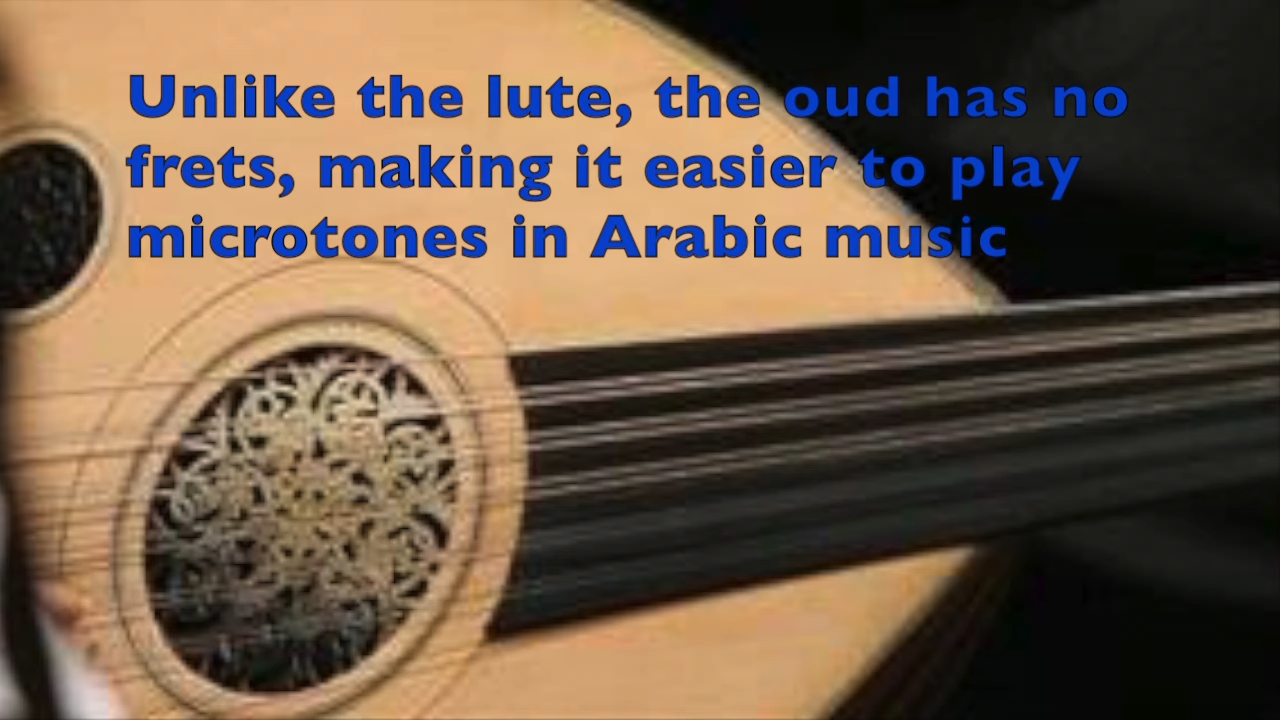 Unlike the lute, the oud has no
frets, making it easier to play
microtones in Arabic music